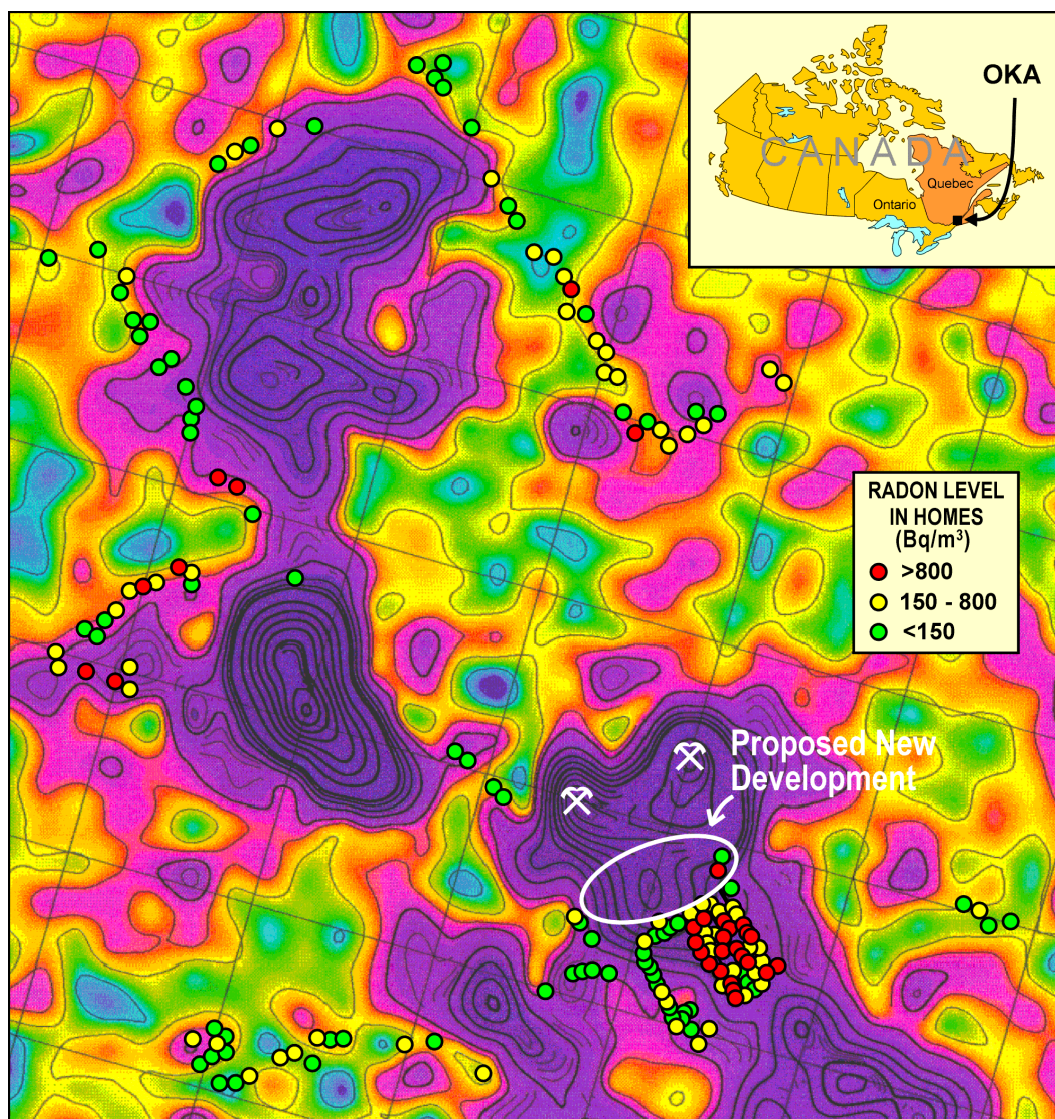 OKA
CANADA
Quebec
Ontario
RADON LEVEL
IN HOMES
(Bq/m³)
>800
150 - 800
<150
Proposed New
Development